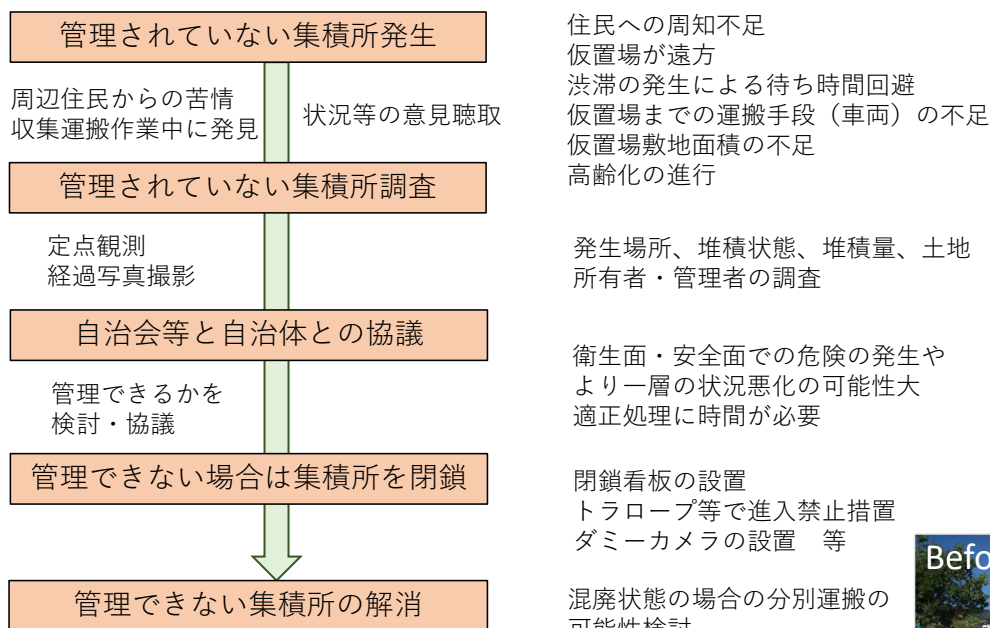 管理されていない集積所発生
住民への周知不足
仮置場が遠方
渋滞の発生による待ち時間回避
仮置場までの運搬手段（車両）の不足
仮置場敷地面積の不足
高齢化の進行
周辺住民からの苦情
収集運搬作業中に発見
状況等の意見聴取
管理されていない集積所調査
定点観測
経過写真撮影
発生場所、堆積状態、堆積量、土地
所有者・管理者の調査
自治会等と自治体との協議
管理できるかを
検討・協議
衛生面・安全面での危険の発生や
より一層の状況悪化の可能性大
適正処理に時間が必要
管理できない場合は集積所を閉鎖
閉鎖看板の設置
トラロープ等で進入禁止措置
ダミーカメラの設置　等
管理できない集積所の解消
混廃状態の場合の分別運搬の
可能性検討
Befo